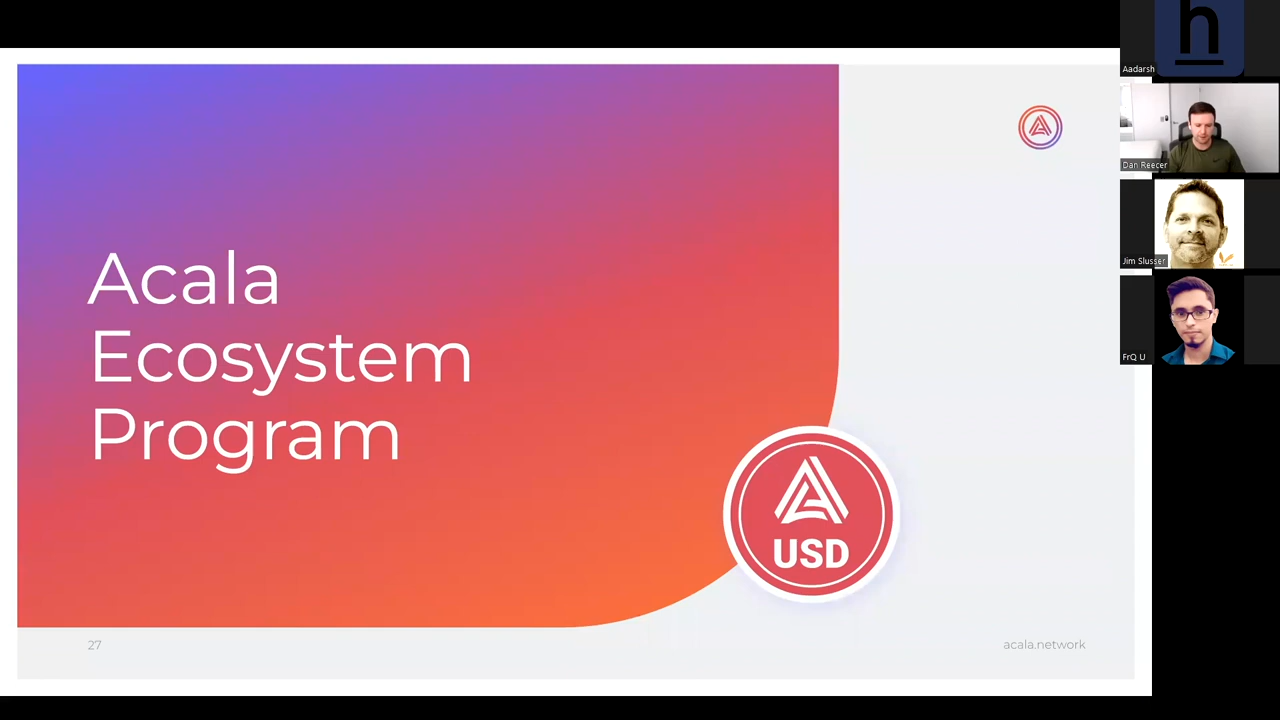 Acala
Ecosystem
Program
USD
27
acala.network
h
Aadarsh
Dan Reecer
Jim Slusser
FrQ U